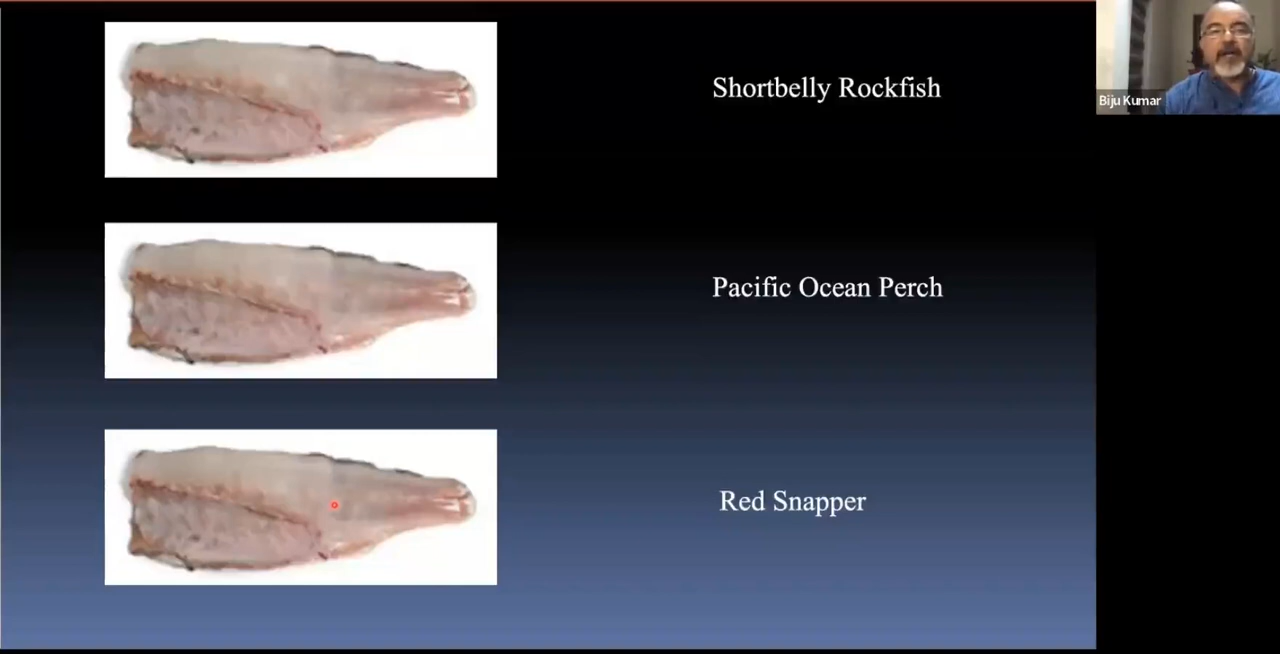 Shortbelly Rockfish
Biju Kumar
Pacific Ocean Perch
Red Snapper